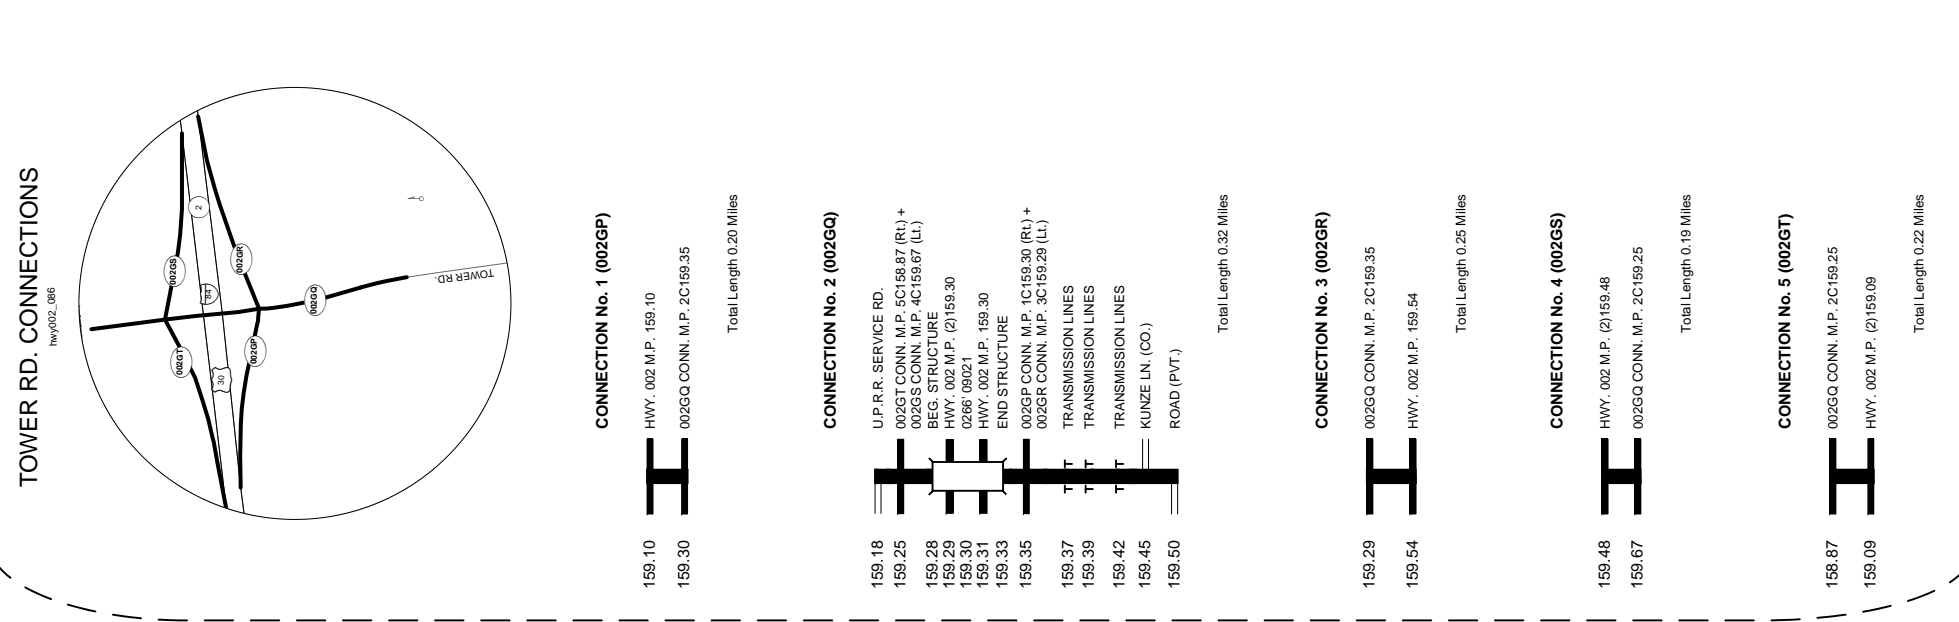 TOWER RD. CONNECTIONS
hwy002_086
002GS
2
002GR
84
TOWER RD.
002GQ
002GT
30
002GP
CONNECTION No. 1 (002GP)
159.10 HWY. 002 M.P. 159.10
159.30 002GQ CONN. M.P. 2C159.35
Total Length 0.20 Miles
CONNECTION No. 2 (002GQ)
159.18 U.P.R.R. SERVICE RD.
159.25 002GT CONN. M.P. 5C158.87 (Rt.) +
002GS CONN. M.P. 4C159.67 (Lt.)
159.28 BEG. STRUCTURE
159.29 HWY. 002 M.P. (2)159.30
159.30 0266' 09021
159.31 HWY. 002 M.P. 159.30
159.33 END STRUCTURE
159.35 002GP CONN. M.P. 1C159.30 (Rt.) +
002GR CONN. M.P. 3C159.29 (Lt.)
159.37 T T TRANSMISSION LINES
159.39 T T TRANSMISSION LINES
159.42 T T TRANSMISSION LINES
159.45 KUNZE LN. (CO.)
159.50 ROAD (PVT.)
Total Length 0.32 Miles
CONNECTION No. 3 (002GR)
159.29 002GQ CONN. M.P. 2C159.35
159.54 HWY. 002 M.P. 159.54
Total Length 0.25 Miles
CONNECTION No. 4 (002GS)
159.48 HWY. 002 M.P. (2)159.48
159.67 002GQ CONN. M.P. 2C159.25
Total Length 0.19 Miles
CONNECTION No. 5 (002GT)
158.87 002GQ CONN. M.P. 2C159.25
159.09 HWY. 002 M.P. (2)159.09
Total Length 0.22 Miles